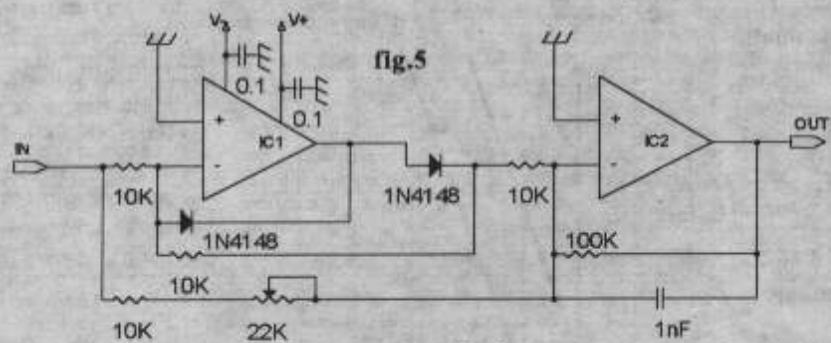 V-
V+
fig.5
0.1
0.1
+
-
IC1
+
-
IC2
IN
OUT
10K
1N4148
10K
1N4148
100K
10K
10K
22K
1nF